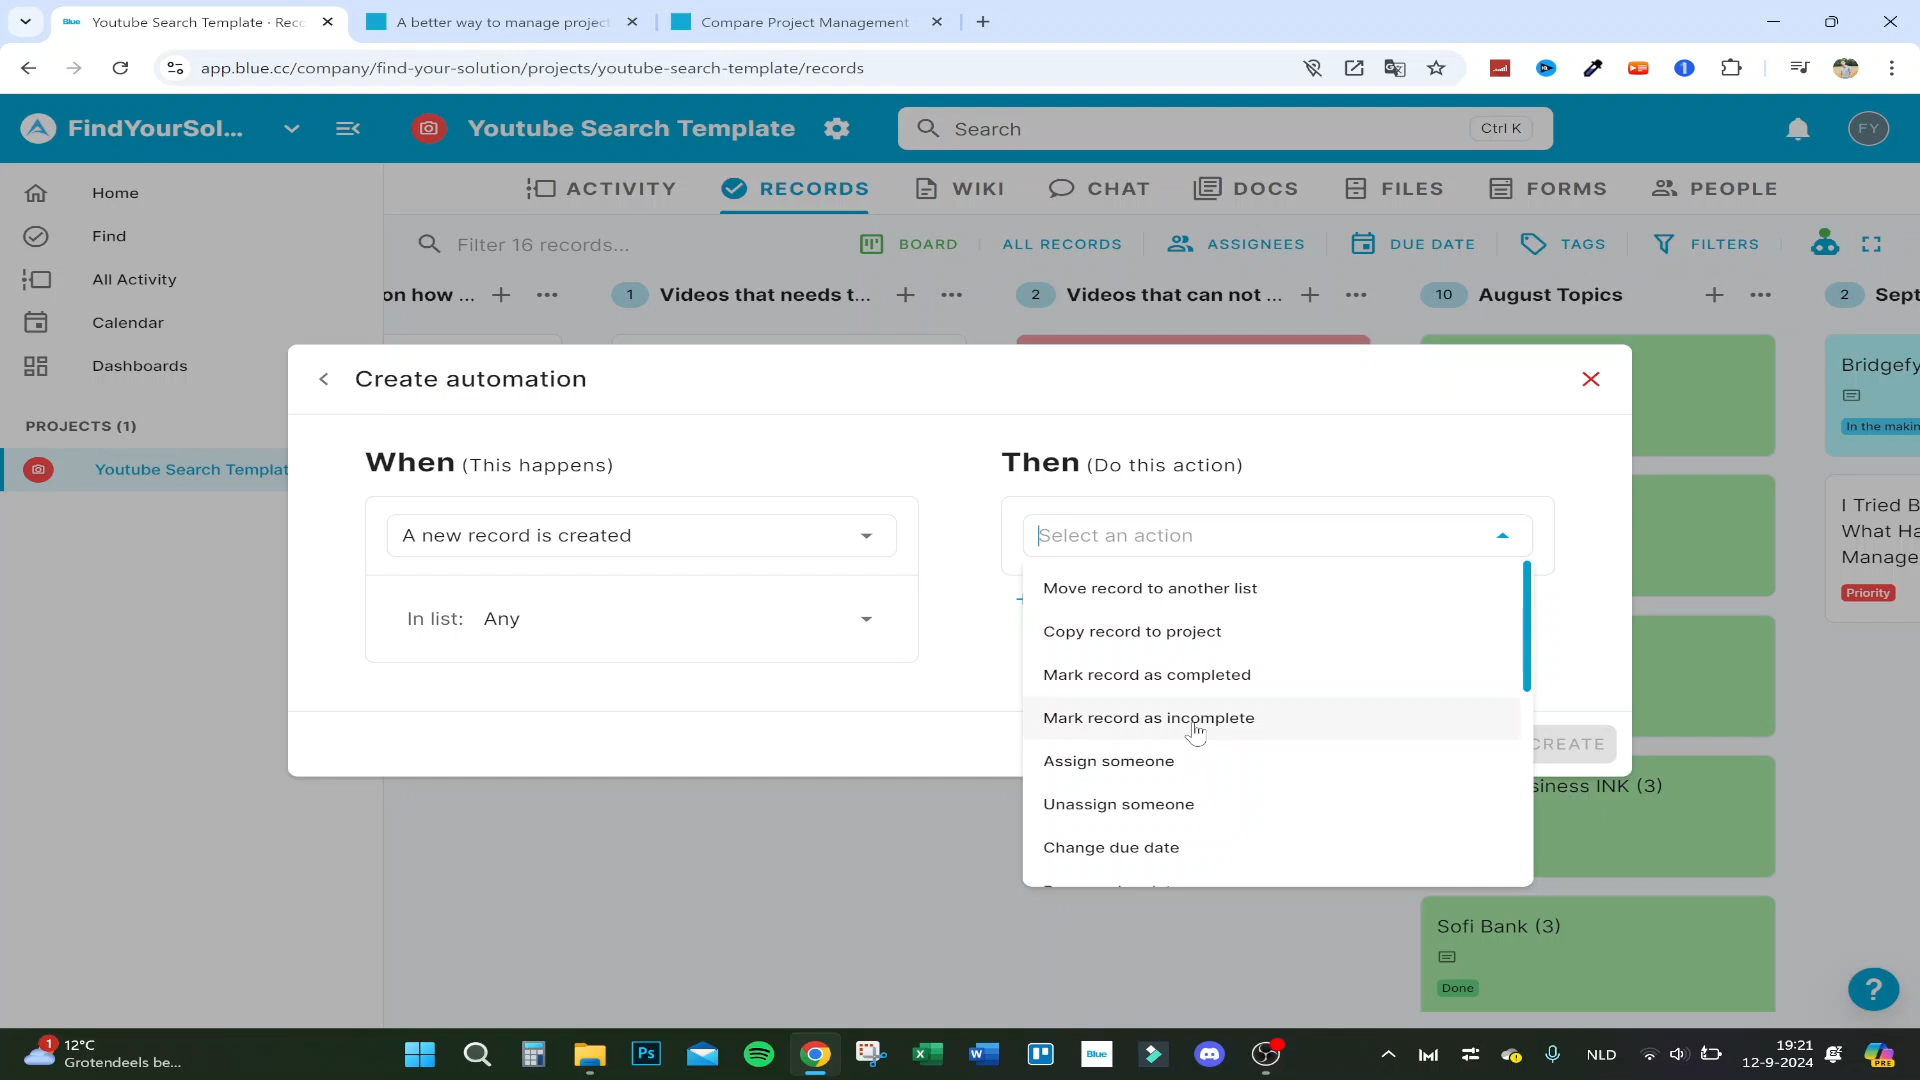 Blue Youtube Search Template · Rec
A better way to manage project
Compare Project Management
app.blue.cc/company/find-your-solution/projects/youtube-search-template/records
FindYourSol...
Youtube Search Template
Search
Ctrl K
FY
Home
Find
All Activity
Calendar
Dashboards
PROJECTS (1)
Youtube Search Templat
ACTIVITY
RECORDS
WIKI
CHAT
DOCS
FILES
FORMS
PEOPLE
Filter 16 records...
BOARD
ALL RECORDS
ASSIGNEES
DUE DATE
TAGS
FILTERS
on how ...
1 Videos that needs t...
2 Videos that can not ...
10 August Topics
2 Sept
Bridgefy
In the makin
I Tried B
What Ha
Manage
Priority
siness INK (3)
Sofi Bank (3)
Done
Create automation
When (This happens)
A new record is created
In list: Any
Then (Do this action)
Select an action
Move record to another list
Copy record to project
Mark record as completed
Mark record as incomplete
Assign someone
Unassign someone
Change due date
CREATE
?
1
12°C
Grotendeels be...
Ps
Blue
NLD
19:21
12-9-2024
PRE